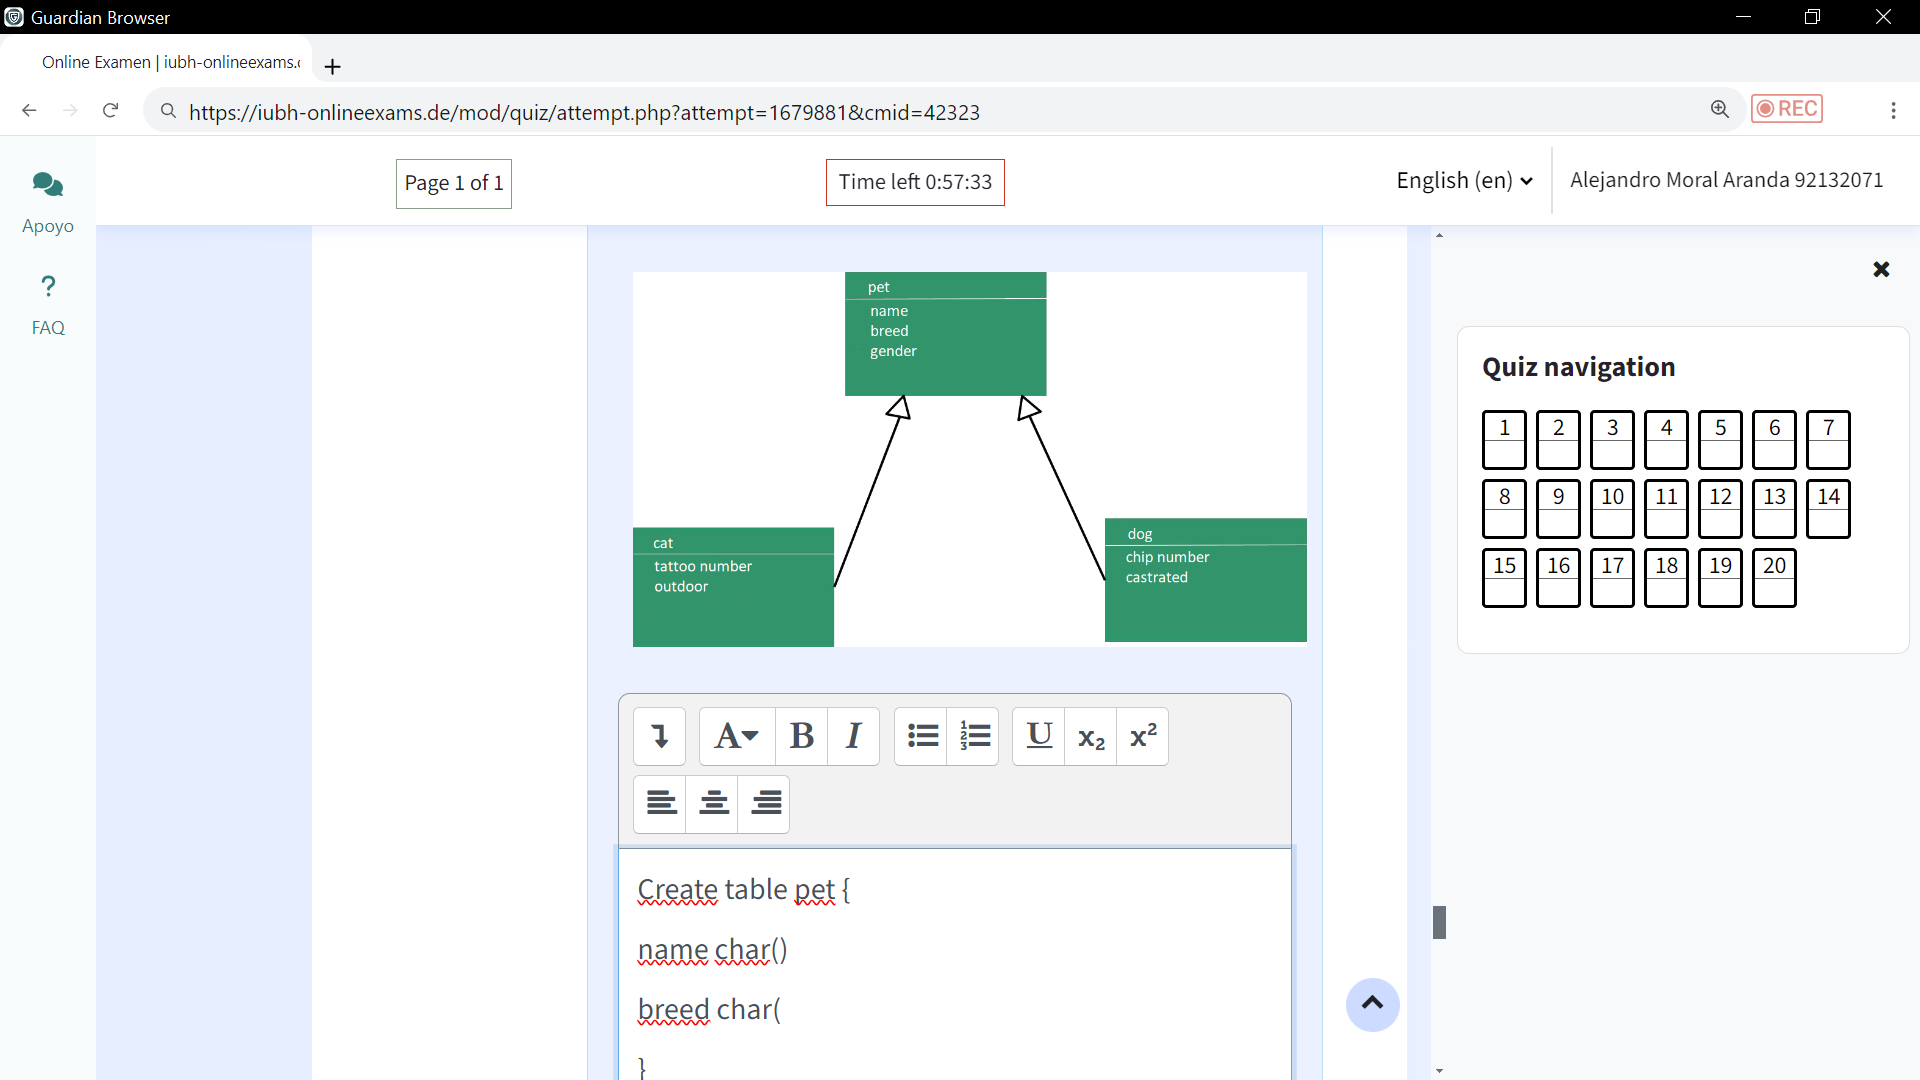 Guardian Browser
Online Examen | iubh-onlineexams.
https://iubh-onlineexams.de/mod/quiz/attempt.php?attempt=1679881&cmid=42323
REC
Page 1 of 1
Time left 0:57:33
English (en)
Alejandro Moral Aranda 92132071
Apoyo
?
FAQ
pet
name
breed
gender
cat
tattoo number
outdoor
dog
chip number
castrated
Quiz navigation
1 2 3 4 5 6 7
8 9 10 11 12 13 14
15 16 17 18 19 20
A B I U x₂ x²
Create table pet {
name char()
breed char(
}